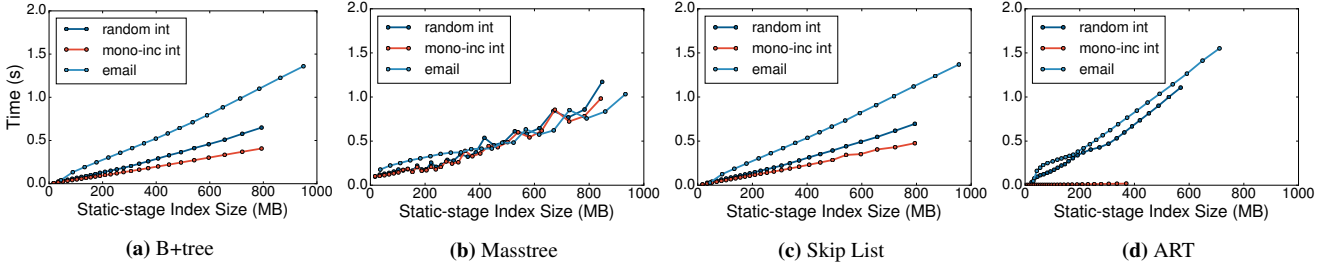 2.0
1.5
1.0
0.5
0.0
Time (s)
random int
mono-inc int
email
0 200 400 600 800 1000
Static-stage Index Size (MB)
(a) B+tree
2.0
1.5
1.0
0.5
0.0
random int
mono-inc int
email
0 200 400 600 800 1000
Static-stage Index Size (MB)
(b) Masstree
2.0
1.5
1.0
0.5
0.0
random int
mono-inc int
email
0 200 400 600 800 1000
Static-stage Index Size (MB)
(c) Skip List
2.0
1.5
1.0
0.5
0.0
random int
mono-inc int
email
0 200 400 600 800 1000
Static-stage Index Size (MB)
(d) ART